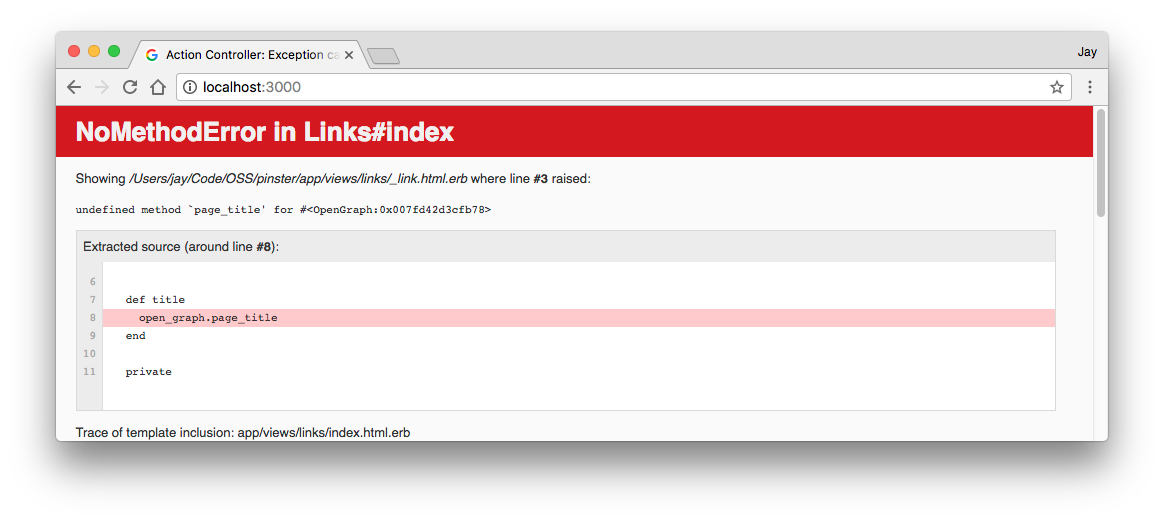 Action Controller: Exception ca
Jay
localhost:3000
NoMethodError in Links#index
Showing /Users/jay/Code/OSS/pinster/app/views/links/_link.html.erb where line #3 raised:
undefined method `page_title' for #<OpenGraph:0x007fd42d3cfb78>
Extracted source (around line #8):
6
7 def title
8 open_graph.page_title
9 end
10
11 private
Trace of template inclusion: app/views/links/index.html.erb